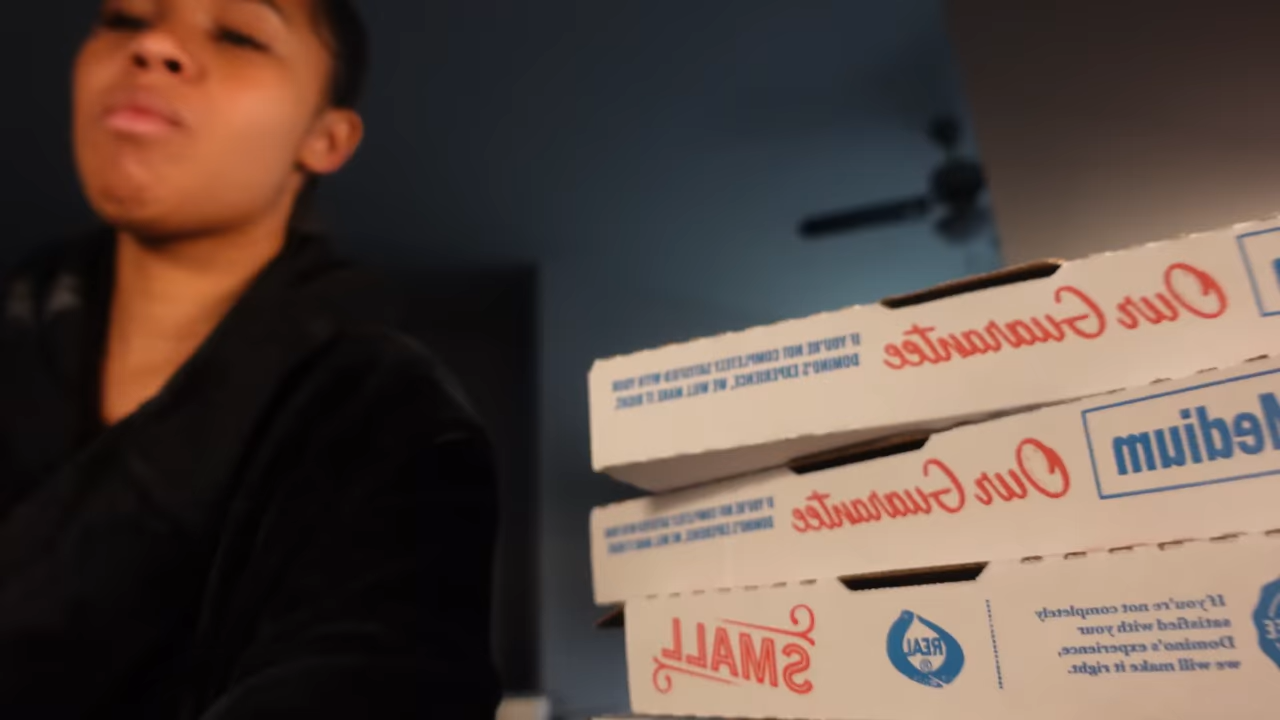 Our Guarantee
IF YOU'RE NOT COMPLETELY SATISFIED WITH YOUR
DOMINO'S EXPERIENCE, WE WILL MAKE IT RIGHT.
Medium
Our Guarantee
IF YOU'RE NOT COMPLETELY SATISFIED WITH YOUR
DOMINO'S EXPERIENCE, WE WILL MAKE IT RIGHT.
If you're not completely
satisfied with your
Domino's experience,
we will make it right.
REAL
SMALL